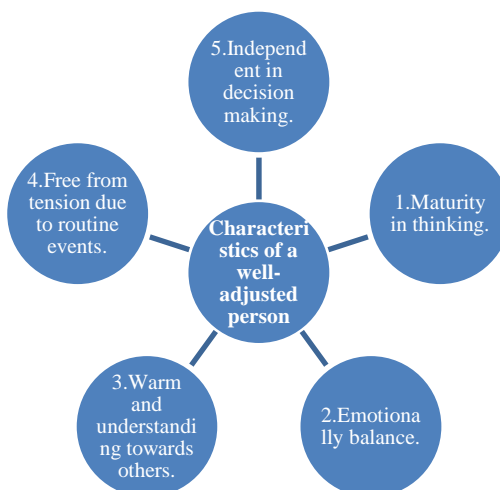 5.Independ
ent in
decision
making.
4.Free from
tension due
to routine
events.
1.Maturity
in thinking.
Characteri
stics of a
well-
adjusted
person
3.Warm
and
understandi
ng towards
others.
2.Emotiona
lly balance.